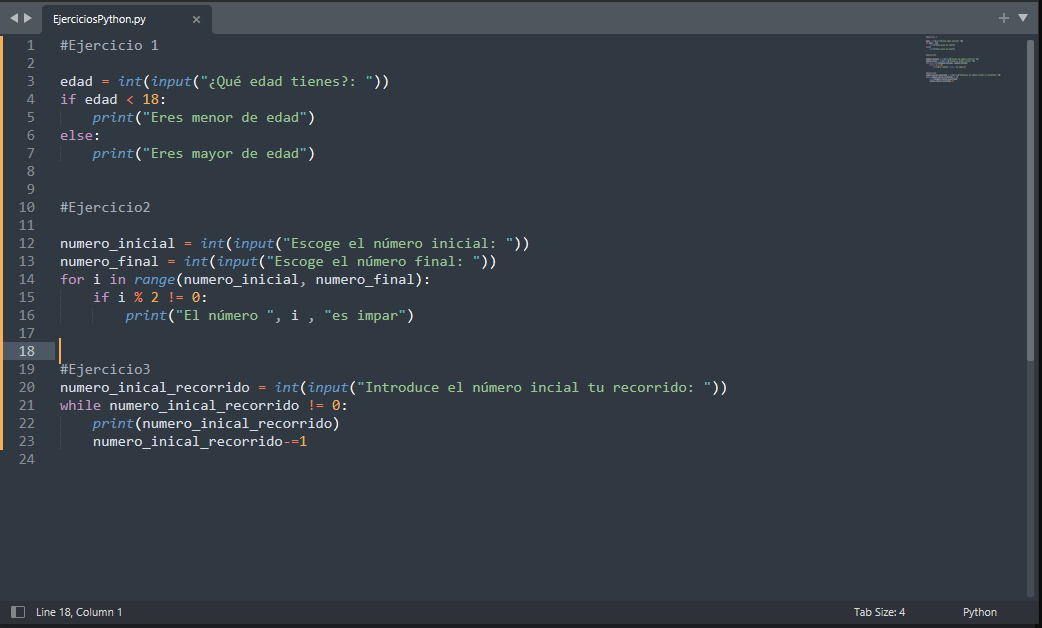 EjerciciosPython.py
1 #Ejercicio 1
2
3 edad = int(input("¿Qué edad tienes?: "))
4 if edad < 18:
5     print("Eres menor de edad")
6 else:
7     print("Eres mayor de edad")
8
9
10 #Ejercicio2
11
12 numero_inicial = int(input("Escoge el número inicial: "))
13 numero_final = int(input("Escoge el número final: "))
14 for i in range(numero_inicial, numero_final):
15     if i % 2 != 0:
16         print("El número ", i , "es impar")
17
18
19 #Ejercicio3
20 numero_inical_recorrido = int(input("Introduce el número incial tu recorrido: "))
21 while numero_inical_recorrido != 0:
22     print(numero_inical_recorrido)
23     numero_inical_recorrido-=1
24
Line 18, Column 1 Tab Size: 4 Python